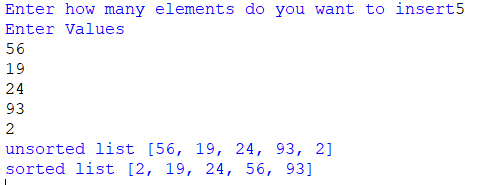 Enter how many elements do you want to insert5
Enter Values
56
19
24
93
2
unsorted list [56, 19, 24, 93, 2]
sorted list [2, 19, 24, 56, 93]